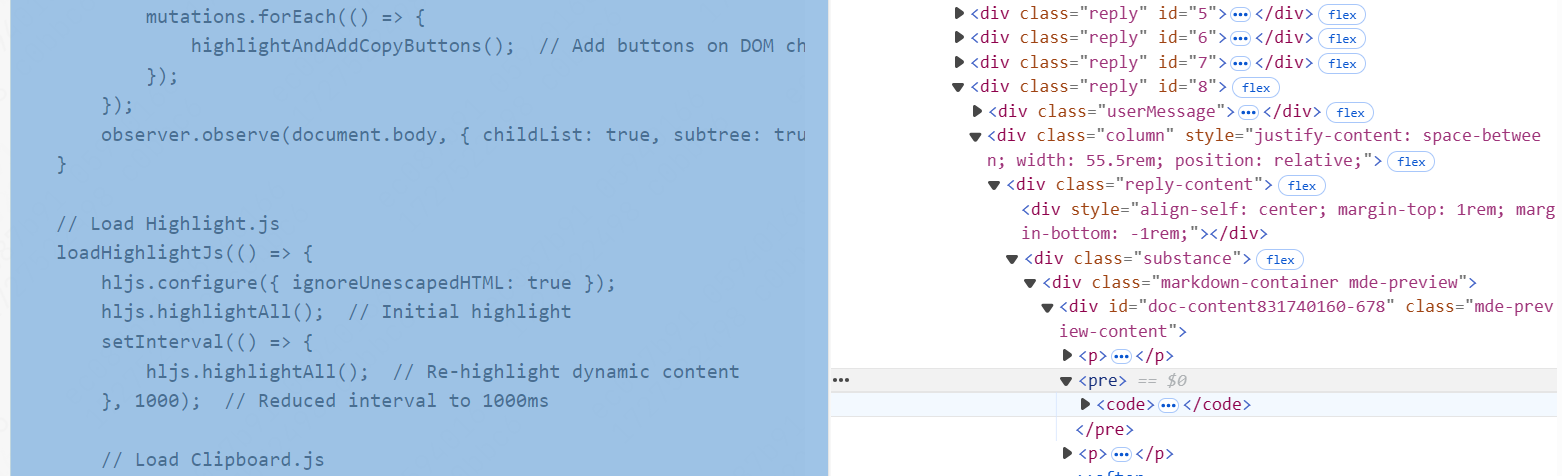 mutations.forEach(() => {
highlightAndAddCopyButtons();  // Add buttons on DOM ch
});
});
observer.observe(document.body, { childList: true, subtree: tru
}
// Load Highlight.js
loadHighlightJs(() => {
hljs.configure({ ignoreUnescapedHTML: true });
hljs.highlightAll();  // Initial highlight
setInterval(() => {
hljs.highlightAll();  // Re-highlight dynamic content
}, 1000);  // Reduced interval to 1000ms
// Load Clipboard.js
<div class="reply" id="5"> ••• </div> flex
<div class="reply" id="6"> ••• </div> flex
<div class="reply" id="7"> ••• </div> flex
<div class="reply" id="8"> flex
<div class="userMessage"> ••• </div> flex
<div class="column" style="justify-content: space-betwee
n; width: 55.5rem; position: relative;"> flex
<div class="reply-content"> flex
<div style="align-self: center; margin-top: 1rem; marg
in-bottom: -1rem;"></div>
<div class="substance"> flex
<div class="markdown-container mde-preview">
<div id="doc-content831740160-678" class="mde-prev
iew-content">
<p> ••• </p>
••• <pre> == $0
<code> ••• </code>
</pre>
<p> ••• </p>